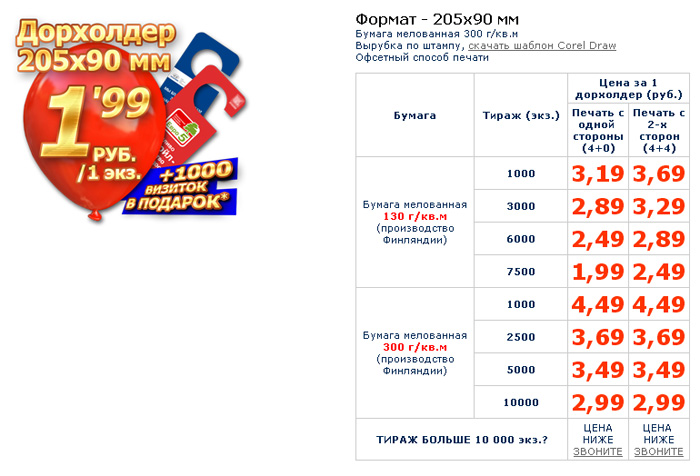 Дорхолдер
205x90 мм
1'99
РУБ.
/1 экз.
+1000
ВИЗИТОК
В ПОДАРОК*
Формат - 205x90 мм
Бумага мелованная 300 г/кв.м
Вырубка по штампу, скачать шаблон Corel Draw
Офсетный способ печати
Бумага
Тираж (экз.)
Цена за 1
дорхолдер (руб.)
Печать с
одной
стороны
(4+0)
Печать с
2-х
сторон
(4+4)
Бумага мелованная
130 г/кв.м
(производство
Финляндии)
1000 3,19 3,69
3000 2,89 3,29
6000 2,49 2,89
7500 1,99 2,49
Бумага мелованная
300 г/кв.м
(производство
Финляндии)
1000 4,49 4,49
2500 3,69 3,69
5000 3,49 3,49
10000 2,99 2,99
ТИРАЖ БОЛЬШЕ 10 000 экз.?
ЦЕНА
НИЖЕ
ЗВОНИТЕ
ЦЕНА
НИЖЕ
ЗВОНИТЕ